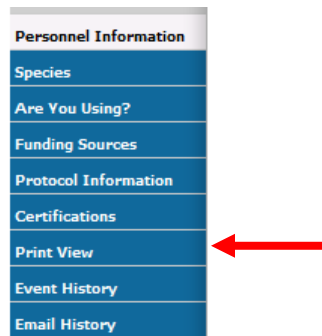 Personnel Information
Species
Are You Using?
Funding Sources
Protocol Information
Certifications
Print View
Event History
Email History